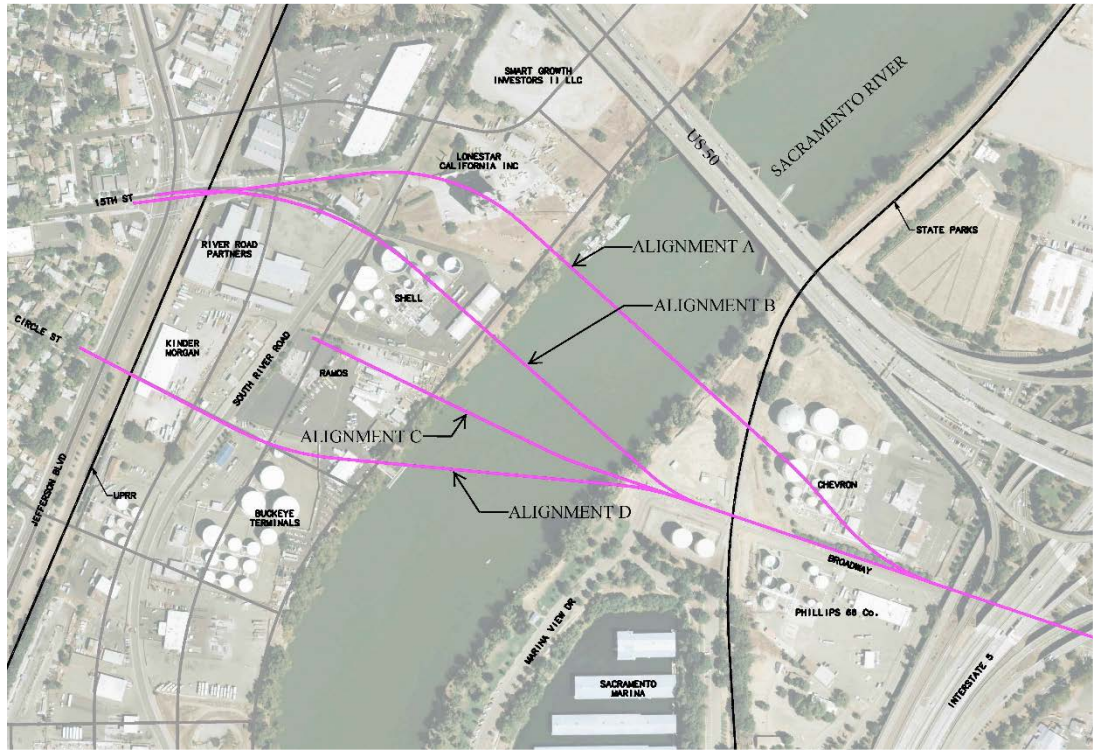 SMART GROWTH
INVESTORS II LLC
US 50
SACRAMENTO RIVER
LONESTAR
CALIFORNIA INC
15TH ST
STATE PARKS
RIVER ROAD
PARTNERS
ALIGNMENT A
SHELL
ALIGNMENT B
CIRCLE ST
KINDER
MORGAN
SOUTH RIVER ROAD
RAMOS
ALIGNMENT C
CHEVRON
JEFFERSON BLVD
UPRR
BUCKEYE
TERMINALS
ALIGNMENT D
BROADWAY
PHILLIPS 66 Co.
MARINA VIEW DR
SACRAMENTO
MARINA
INTERSTATE 5